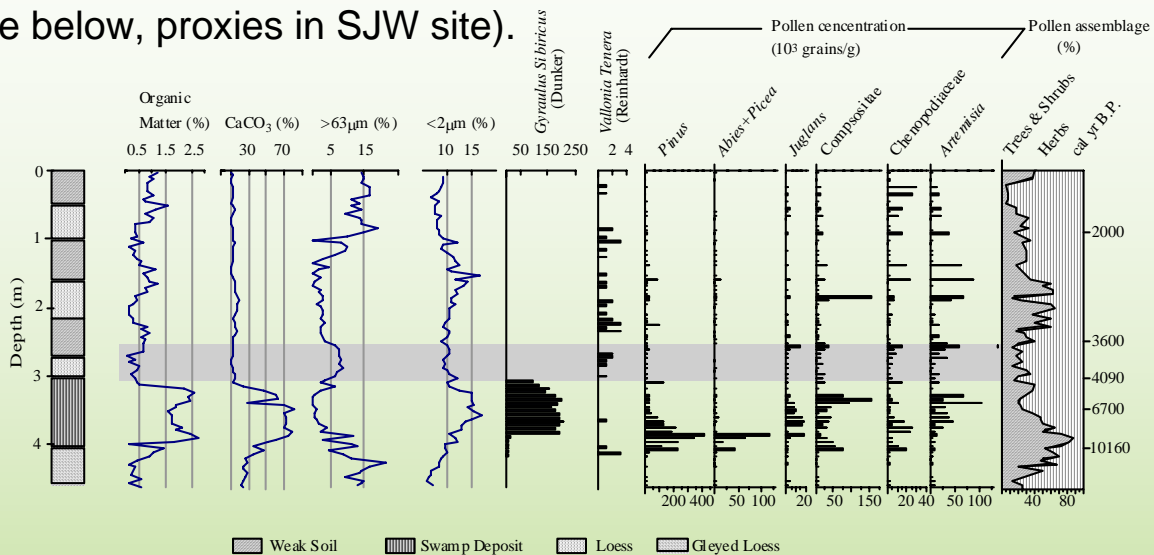 e below, proxies in SJW site).
Pollen cencentration
(10³ grains/g)
Pollen assemblage
(%)
Organic
Matter (%)
CaCO₃ (%)
>63μm (%)
<2μm (%)
Gyraudus Sibiricus
(Dunker)
Vallonia Tenera
(Reinhardt)
Pinus
Abies+Picea
Juglans
Compsositae
Chenopodiaceae
Artemisia
Trees & Shrubs
Herbs
cal yr B.P.
0.5 1.5 2.5
30 70
5 15
10 15
50 150 250
2 4
Depth (m)
0
1
2
3
4
2000
3600
4090
6700
10160
200 400
50 100
20
50 150
20 40
50 100
40 80
Weak Soil
Swamp Deposit
Loess
Gleyed Loess